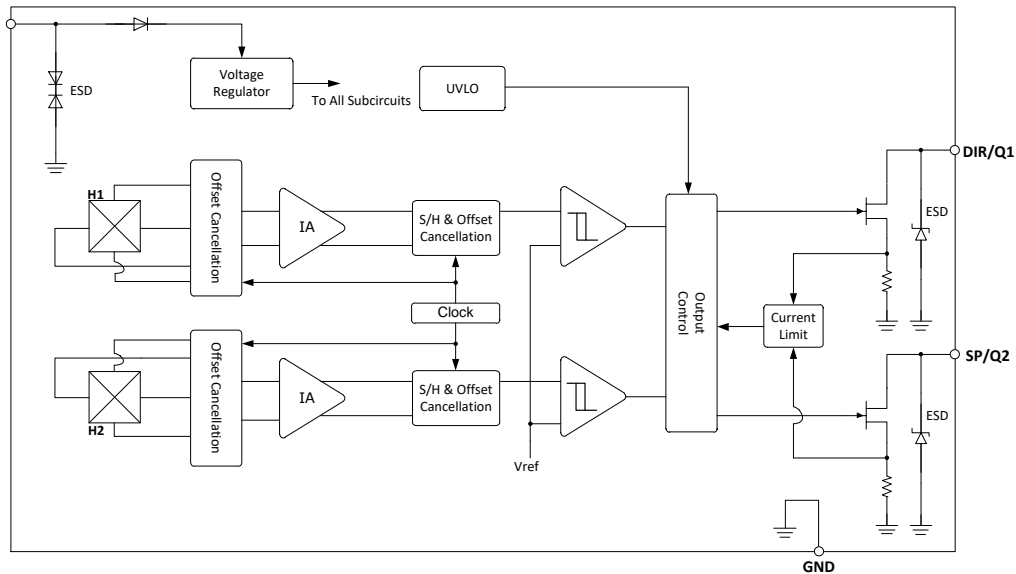 Voltage
Regulator
ESD
To All Subcircuits
UVLO
DIR/Q1
H1
Offset Cancellation
IA
S/H & Offset
Cancellation
ESD
Output
Control
Clock
Current
Limit
SP/Q2
H2
Offset Cancellation
IA
S/H & Offset
Cancellation
ESD
Vref
GND